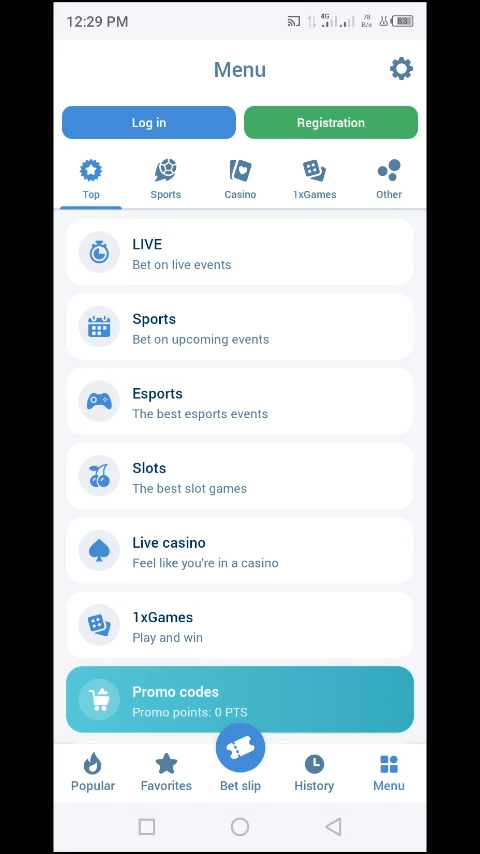 12:29 PM
4G
78
B/s
Menu
Log in
Registration
Top
Sports
Casino
1xGames
Other
LIVE
Bet on live events
Sports
Bet on upcoming events
Esports
The best esports events
Slots
The best slot games
Live casino
Feel like you're in a casino
1xGames
Play and win
Promo codes
Promo points: 0 PTS
Popular
Favorites
Bet slip
History
Menu